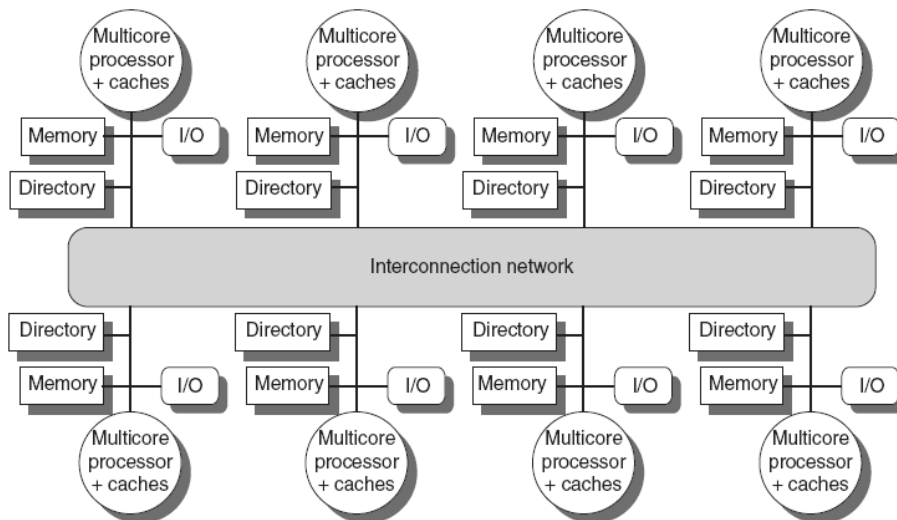 Multicore
processor
+ caches
Multicore
processor
+ caches
Multicore
processor
+ caches
Multicore
processor
+ caches
Memory
I/O
Memory
I/O
Memory
I/O
Memory
I/O
Directory
Directory
Directory
Directory
Interconnection network
Directory
Directory
Directory
Directory
Memory
I/O
Memory
I/O
Memory
I/O
Memory
I/O
Multicore
processor
+ caches
Multicore
processor
+ caches
Multicore
processor
+ caches
Multicore
processor
+ caches